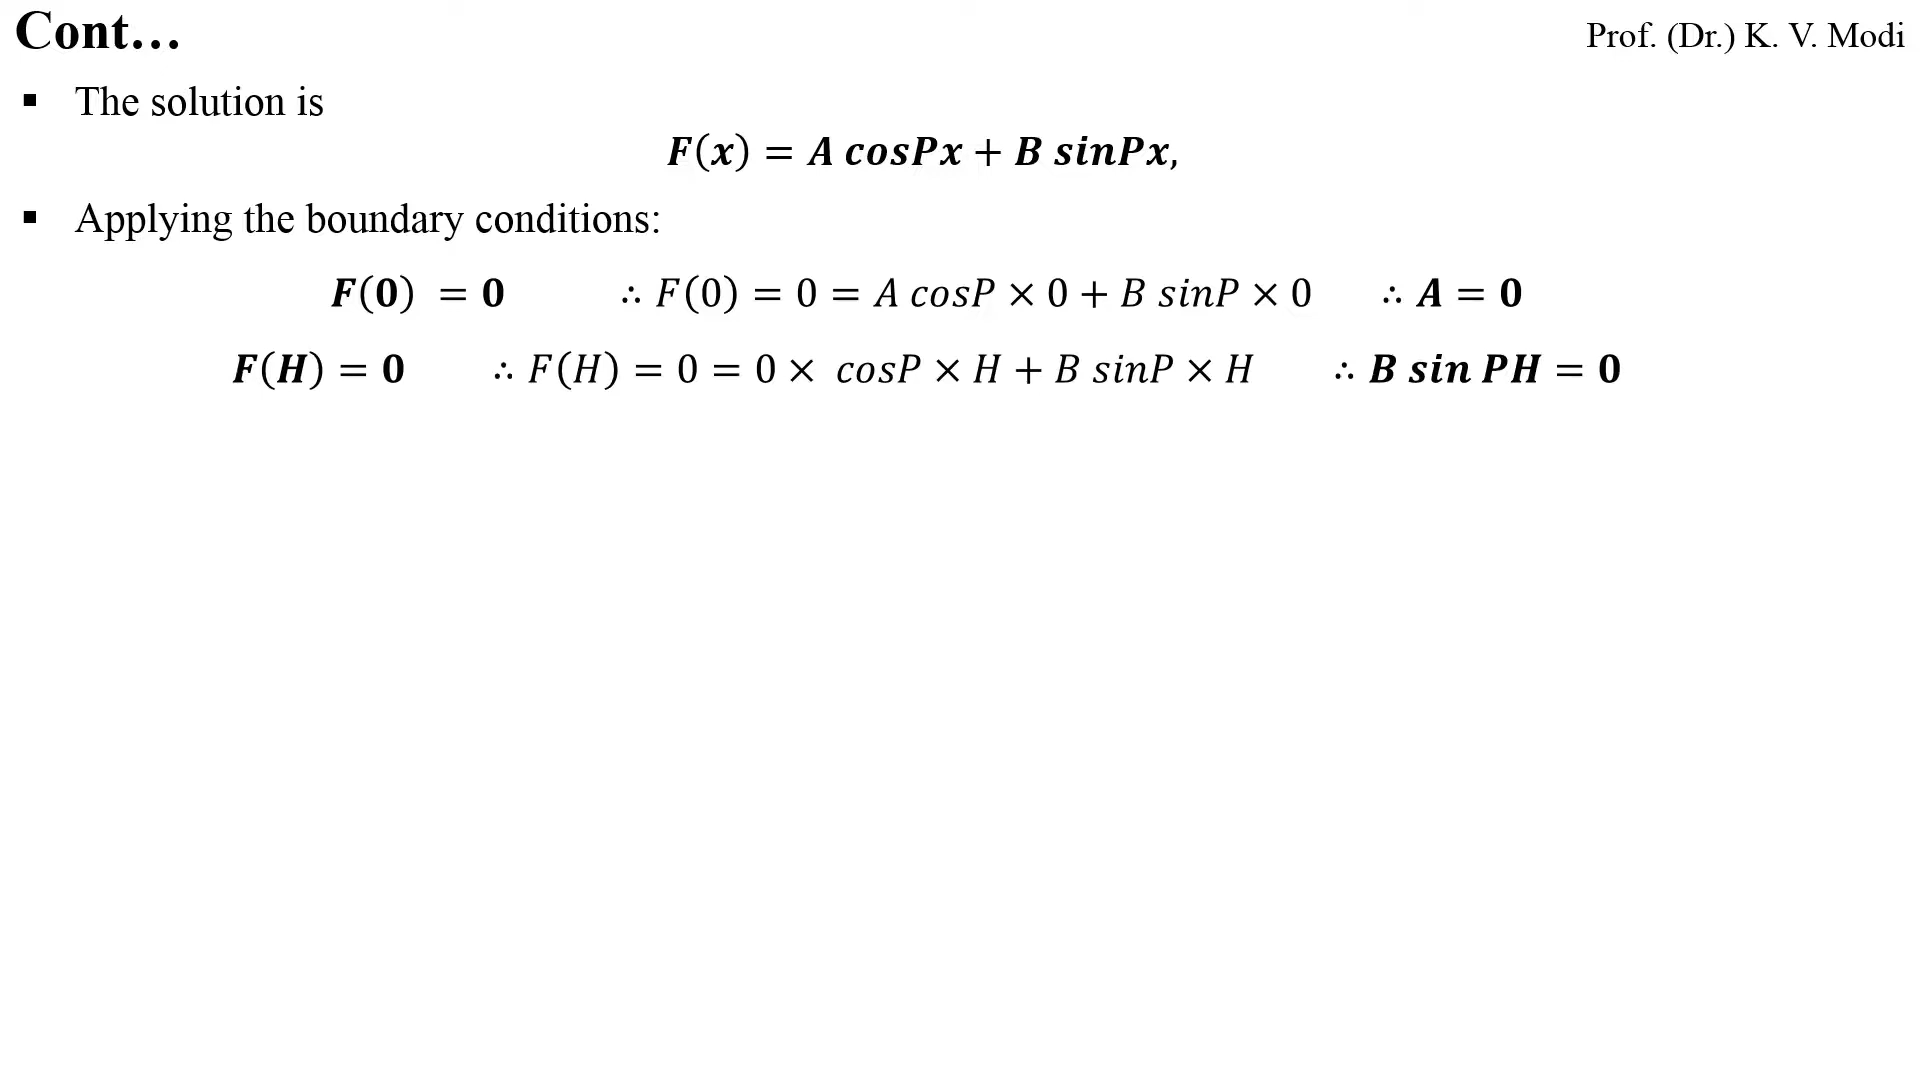 Cont…
Prof. (Dr.) K. V. Modi
▪ The solution is
F(x) = A cosPx + B sinPx,
▪ Applying the boundary conditions:
F(0) = 0 ∴ F(0) = 0 = A cosP × 0 + B sinP × 0 ∴ A = 0
F(H) = 0 ∴ F(H) = 0 = 0 × cosP × H + B sinP × H ∴ B sin PH = 0